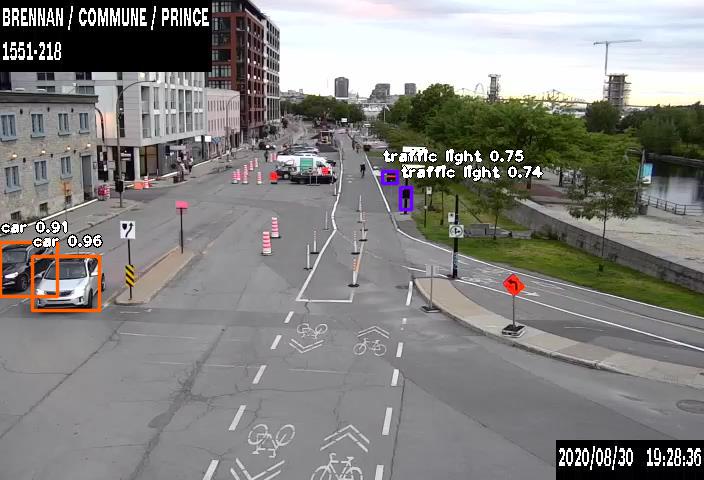 BRENNAN / COMMUNE / PRINCE
1551-218
traffic light 0.75
traffic light 0.74
car 0.91
car 0.96
2020/08/30 19:28:36